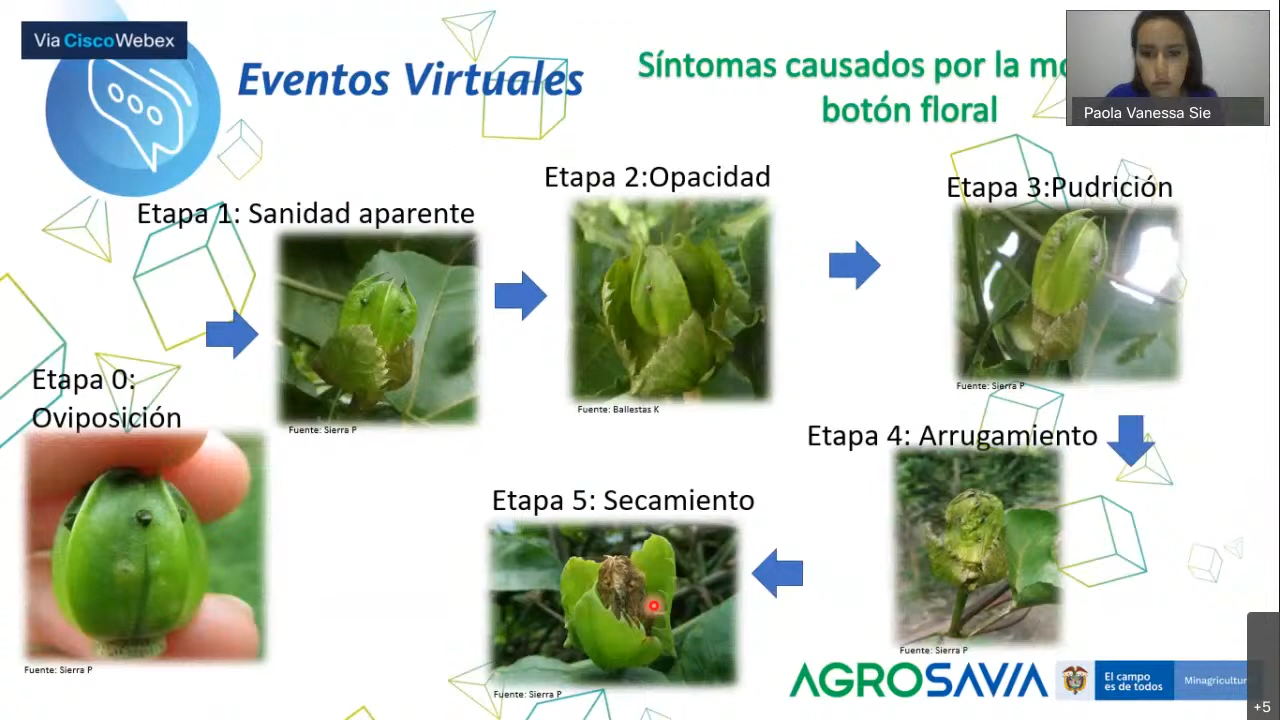 Via CiscoWebex
Eventos Virtuales
Síntomas causados por la
botón floral
Paola Vanessa Sie
Etapa 2:Opacidad
Etapa 3:Pudrición
Etapa 1: Sanidad aparente
Etapa 0:
Oviposición
Fuente: Sierra P
Fuente: Ballestas K
Fuente: Sierra P
Etapa 4: Arrugamiento
Etapa 5: Secamiento
Fuente: Sierra P
Fuente: Sierra P
Fuente: Sierra P
AGROSAVIA
El campo
es de todos
Minagricultur
+5